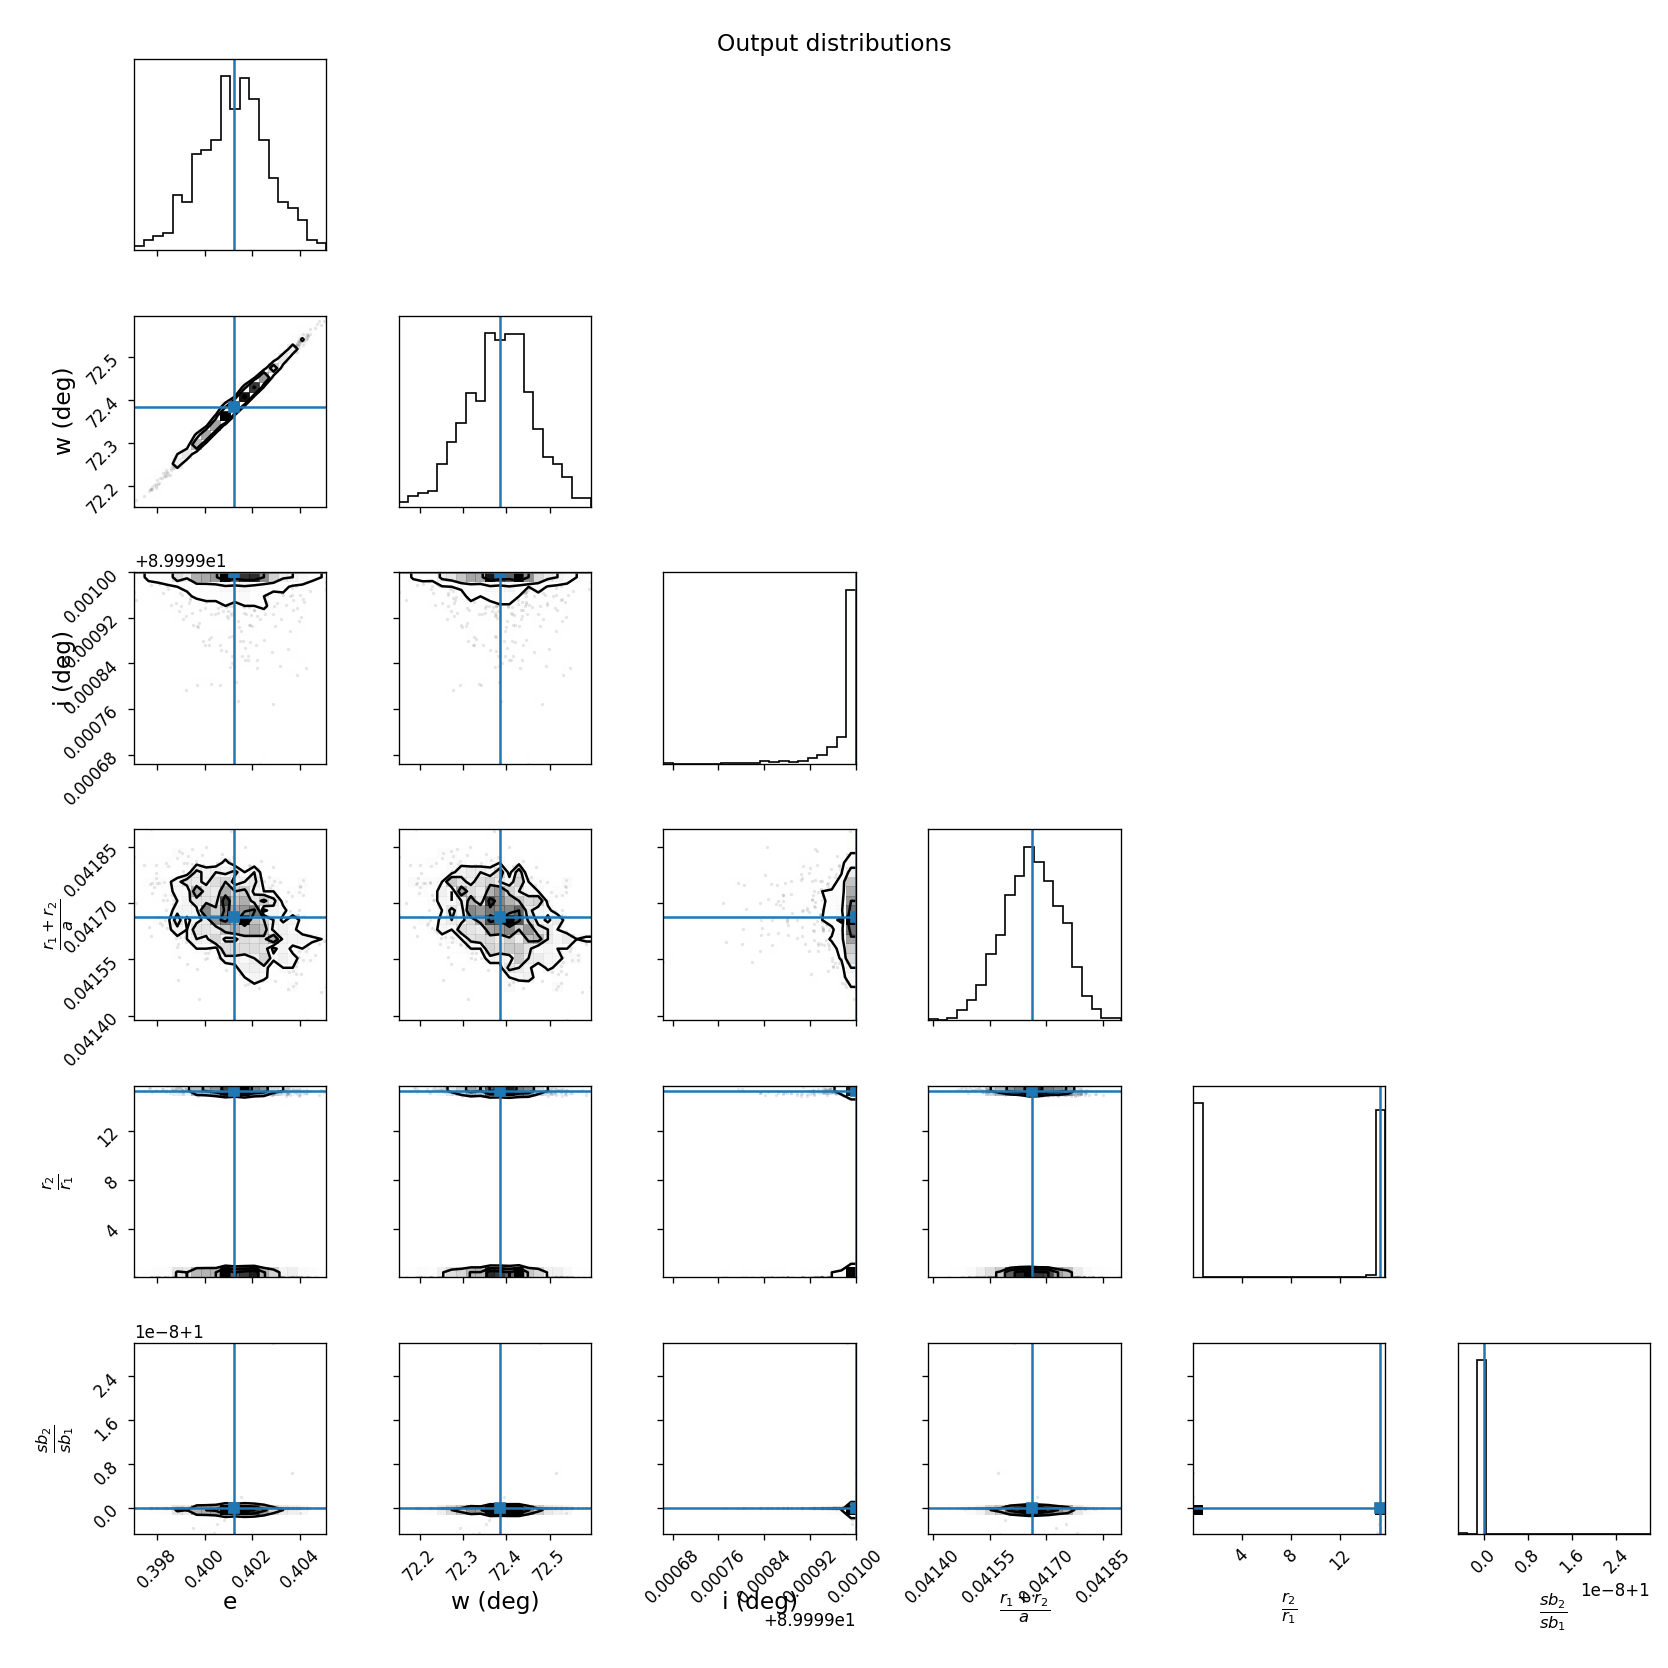 Output distributions
w (deg)
72.5
72.4
72.3
72.2
+8.9999e1
i (deg)
0.00100
0.00092
0.00084
0.00076
0.00068
r₁ + r₂
a
0.04185
0.04170
0.04155
0.04140
r₂
r₁
12
8
4
1e−8+1
sb₂
sb₁
2.4
1.6
0.8
0.0
0.398 0.400 0.402 0.404
e
72.2 72.3 72.4 72.5
w (deg)
0.00068 0.00076 0.00084 0.00092 0.00100
i (deg)
+8.9999e1
0.04140 0.04155 0.04170 0.04185
r₁ + r₂
a
4 8 12
r₂
r₁
0.0 0.8 1.6 2.4
1e−8+1
sb₂
sb₁